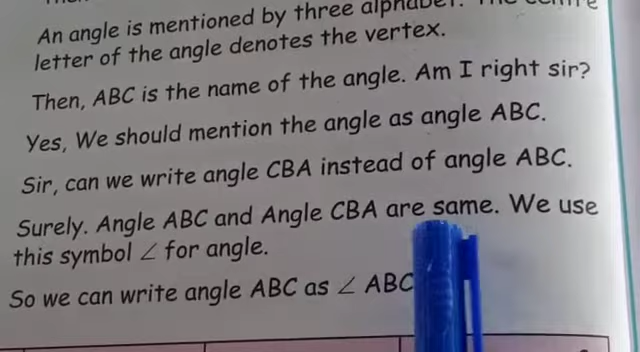 An angle is mentioned by three alphabet. The centre
letter of the angle denotes the vertex.
Then, ABC is the name of the angle. Am I right sir?
Yes, We should mention the angle as angle ABC.
Sir, can we write angle CBA instead of angle ABC.
Surely. Angle ABC and Angle CBA are same. We use
this symbol ∠ for angle.
So we can write angle ABC as ∠ ABC